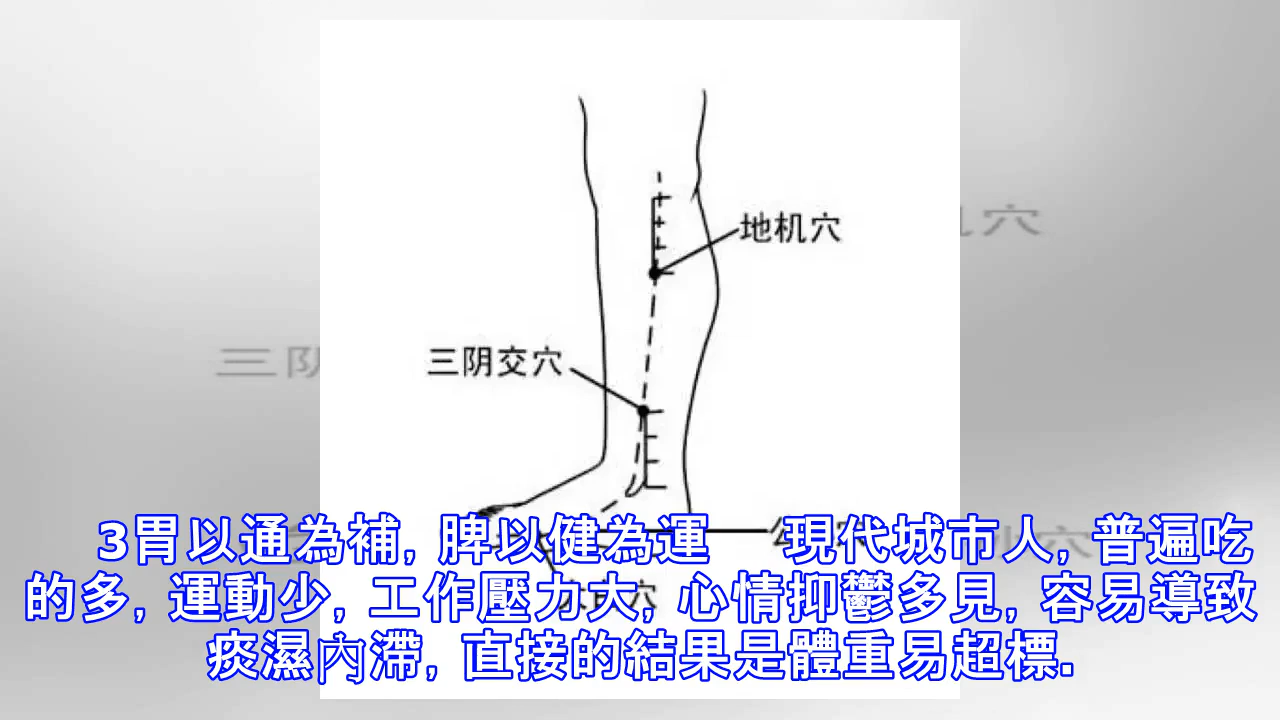 地机穴
三阴交穴
3胃以通為補, 脾以健為運 現代城市人, 普遍吃
的多, 運動少, 工作壓力大, 心情抑鬱多見, 容易導致
痰濕內滯, 直接的結果是體重易超標.